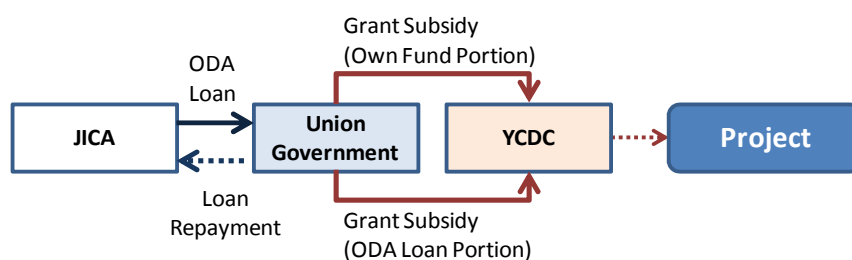 Grant Subsidy
(Own Fund Portion)
ODA
Loan
JICA
Union
Government
YCDC
Project
Loan
Repayment
Grant Subsidy
(ODA Loan Portion)